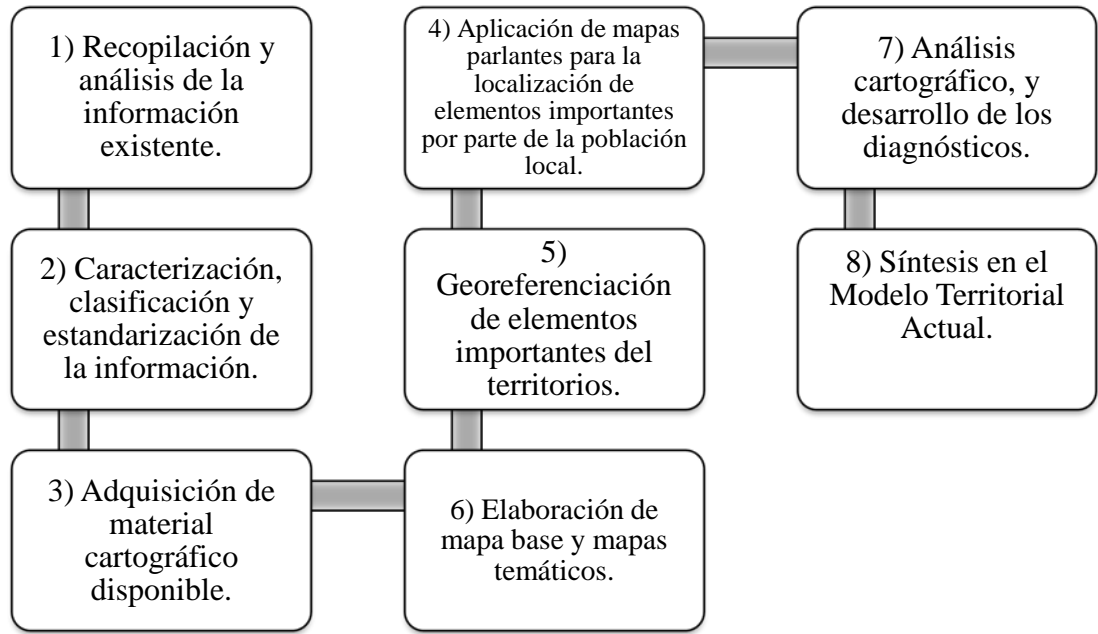 1) Recopilación y
análisis de la
información
existente.
2) Caracterización,
clasificación y
estandarización de
la información.
3) Adquisición de
material
cartográfico
disponible.
4) Aplicación de mapas
parlantes para la
localización de
elementos importantes
por parte de la población
local.
5)
Georeferenciación
de elementos
importantes del
territorios.
6) Elaboración de
mapa base y mapas
temáticos.
7) Análisis
cartográfico, y
desarrollo de los
diagnósticos.
8) Síntesis en el
Modelo Territorial
Actual.